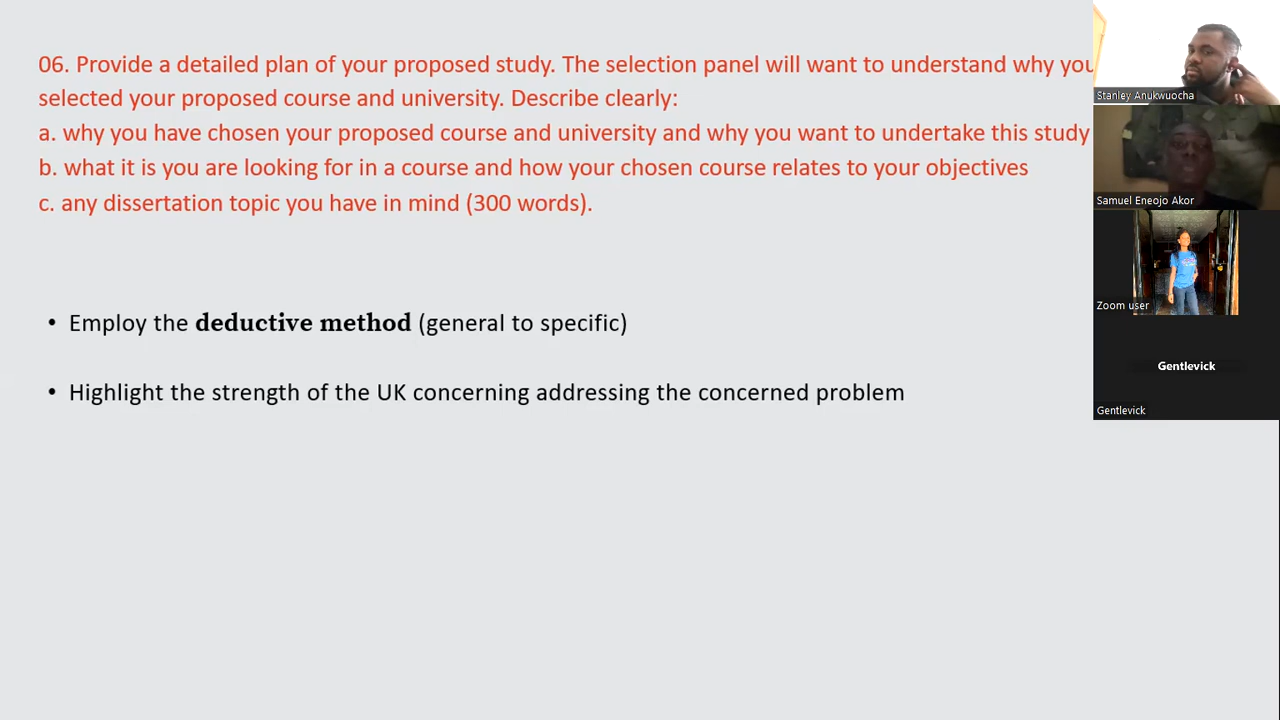 06. Provide a detailed plan of your proposed study. The selection panel will want to understand why you
selected your proposed course and university. Describe clearly:
a. why you have chosen your proposed course and university and why you want to undertake this study
b. what it is you are looking for in a course and how your chosen course relates to your objectives
c. any dissertation topic you have in mind (300 words).
• Employ the deductive method (general to specific)
• Highlight the strength of the UK concerning addressing the concerned problem
Stanley Anukwuocha
Samuel Eneojo Akor
Zoom user
Gentlevick
Gentlevick